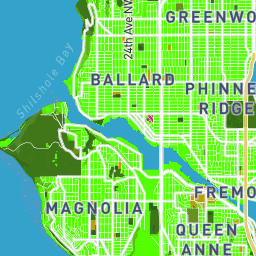 GREENWO
24th Ave NW
Shilshole Bay
BALLARD
PHINNE
RIDGE
FREMO
MAGNOLIA
QUEEN
ANNE